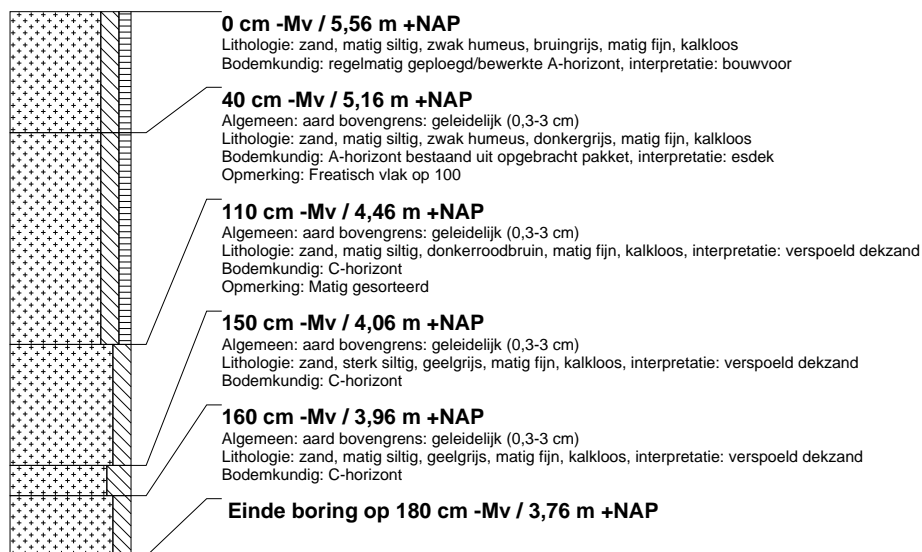 0 cm -Mv / 5,56 m +NAP
Lithologie: zand, matig siltig, zwak humeus, bruingrijs, matig fijn, kalkloos
Bodemkundig: regelmatig geploegd/bewerkte A-horizont, interpretatie: bouwvoor
40 cm -Mv / 5,16 m +NAP
Algemeen: aard bovengrens: geleidelijk (0,3-3 cm)
Lithologie: zand, matig siltig, zwak humeus, donkergrijs, matig fijn, kalkloos
Bodemkundig: A-horizont bestaand uit opgebracht pakket, interpretatie: esdek
Opmerking: Freatisch vlak op 100
110 cm -Mv / 4,46 m +NAP
Algemeen: aard bovengrens: geleidelijk (0,3-3 cm)
Lithologie: zand, matig siltig, donkerroodbruin, matig fijn, kalkloos, interpretatie: verspoeld dekzand
Bodemkundig: C-horizont
Opmerking: Matig gesorteerd
150 cm -Mv / 4,06 m +NAP
Algemeen: aard bovengrens: geleidelijk (0,3-3 cm)
Lithologie: zand, sterk siltig, geelgrijs, matig fijn, kalkloos, interpretatie: verspoeld dekzand
Bodemkundig: C-horizont
160 cm -Mv / 3,96 m +NAP
Algemeen: aard bovengrens: geleidelijk (0,3-3 cm)
Lithologie: zand, matig siltig, geelgrijs, matig fijn, kalkloos, interpretatie: verspoeld dekzand
Bodemkundig: C-horizont
Einde boring op 180 cm -Mv / 3,76 m +NAP